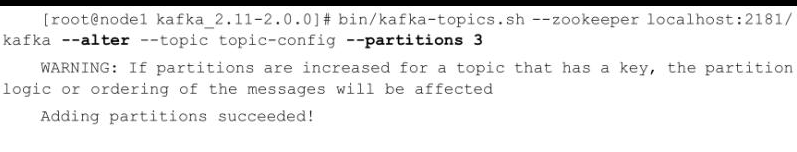 [root@node1 kafka_2.11-2.0.0]# bin/kafka-topics.sh --zookeeper localhost:2181/
kafka --alter --topic topic-config --partitions 3
WARNING: If partitions are increased for a topic that has a key, the partition
logic or ordering of the messages will be affected
Adding partitions succeeded!